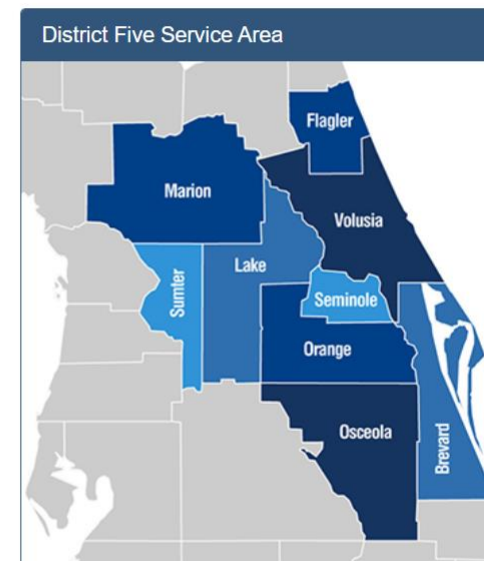 District Five Service Area
Flagler
Marion
Volusia
Lake
Sumter
Seminole
Orange
Osceola
Brevard